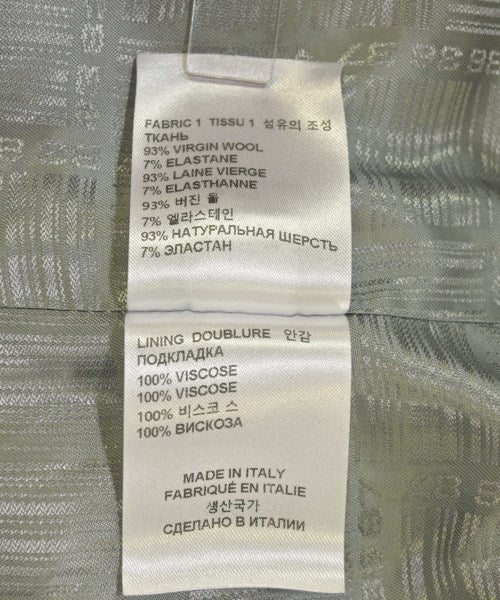 FABRIC 1 TISSU 1 섬유의 조성
ТКАНЬ
93% VIRGIN WOOL
7% ELASTANE
93% LAINE VIERGE
7% ELASTHANNE
93% 버진 울
7% 엘라스테인
93% НАТУРАЛЬНАЯ ШЕРСТЬ
7% ЭЛАСТАН
LINING DOUBLURE 안감
ПОДКЛАДКА
100% VISCOSE
100% VISCOSE
100% 비스코 스
100% ВИСКОЗА
MADE IN ITALY
FABRIQUÉ EN ITALIE
생산국가
СДЕЛАНО В ИТАЛИИ